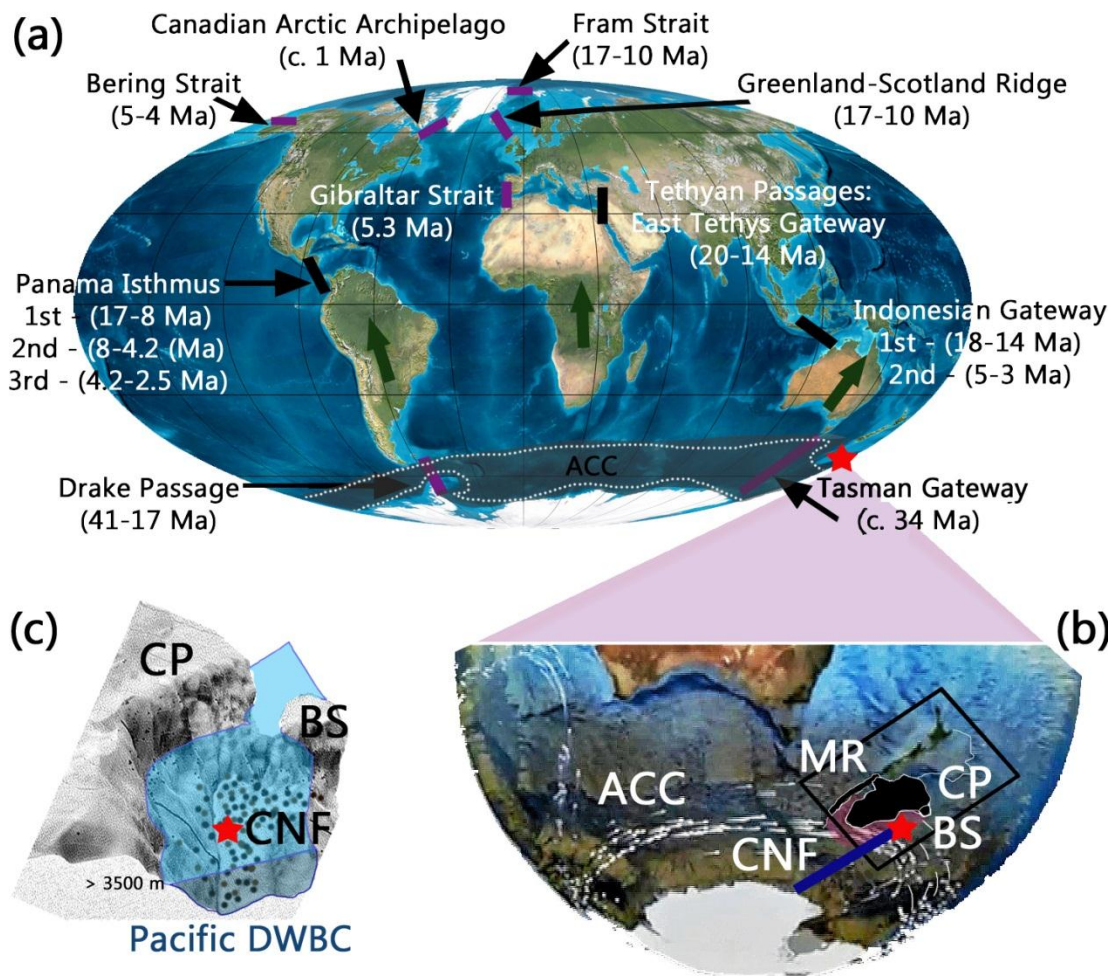 (a)
Canadian Arctic Archipelago
(c. 1 Ma)
Fram Strait
(17-10 Ma)
Bering Strait
(5-4 Ma)
Greenland-Scotland Ridge
(17-10 Ma)
Gibraltar Strait
(5.3 Ma)
Tethyan Passages:
East Tethys Gateway
(20-14 Ma)
Panama Isthmus
1st - (17-8 Ma)
2nd - (8-4.2 (Ma)
3rd - (4.2-2.5 Ma)
Indonesian Gateway
1st - (18-14 Ma)
2nd - (5-3 Ma)
ACC
Drake Passage
(41-17 Ma)
Tasman Gateway
(c. 34 Ma)
(c)
CP
BS
CNF
> 3500 m
Pacific DWBC
(b)
MR
ACC
CP
BS
CNF